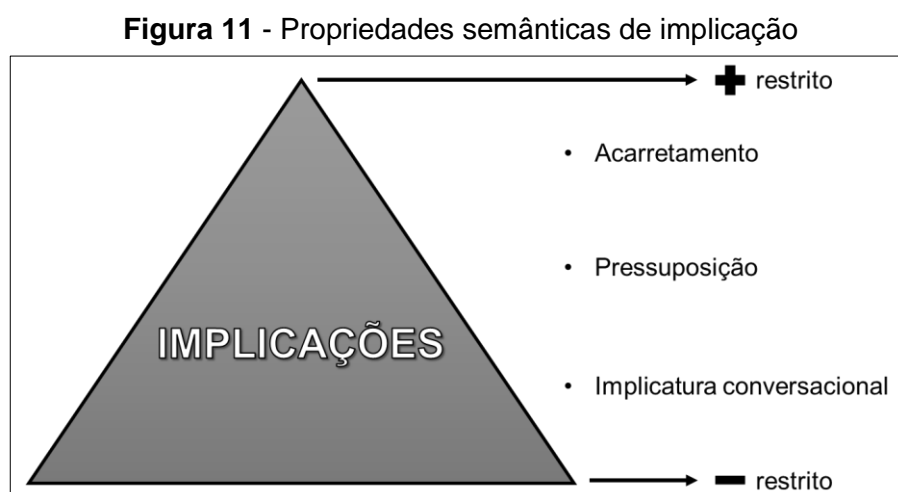 Figura 11 - Propriedades semânticas de implicação
+ restrito
• Acarretamento
• Pressuposição
IMPLICAÇÕES
• Implicatura conversacional
- restrito